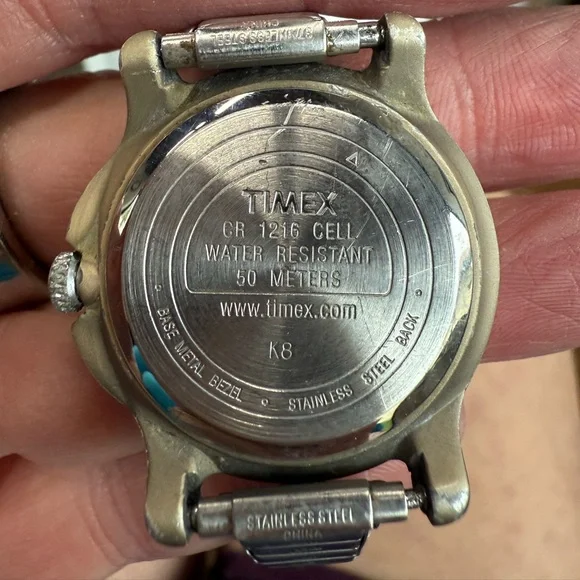 STAINLESS STEEL
CHINA
TIMEX
CR 1216 CELL
WATER RESISTANT
50 METERS
www.timex.com
K8
BASE METAL BEZEL • STAINLESS STEEL BACK •
STAINLESS STEEL
CHINA